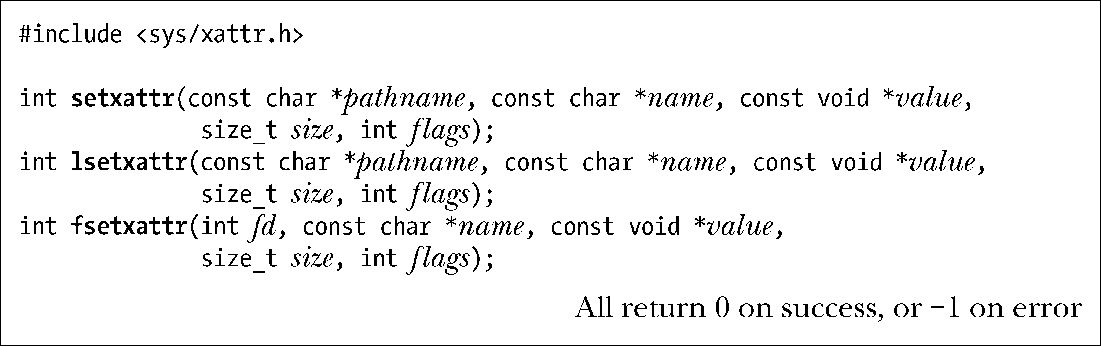 #include <sys/xattr.h>
int setxattr(const char *pathname, const char *name, const void *value,
size_t size, int flags);
int lsetxattr(const char *pathname, const char *name, const void *value,
size_t size, int flags);
int fsetxattr(int fd, const char *name, const void *value,
size_t size, int flags);
All return 0 on success, or −1 on error